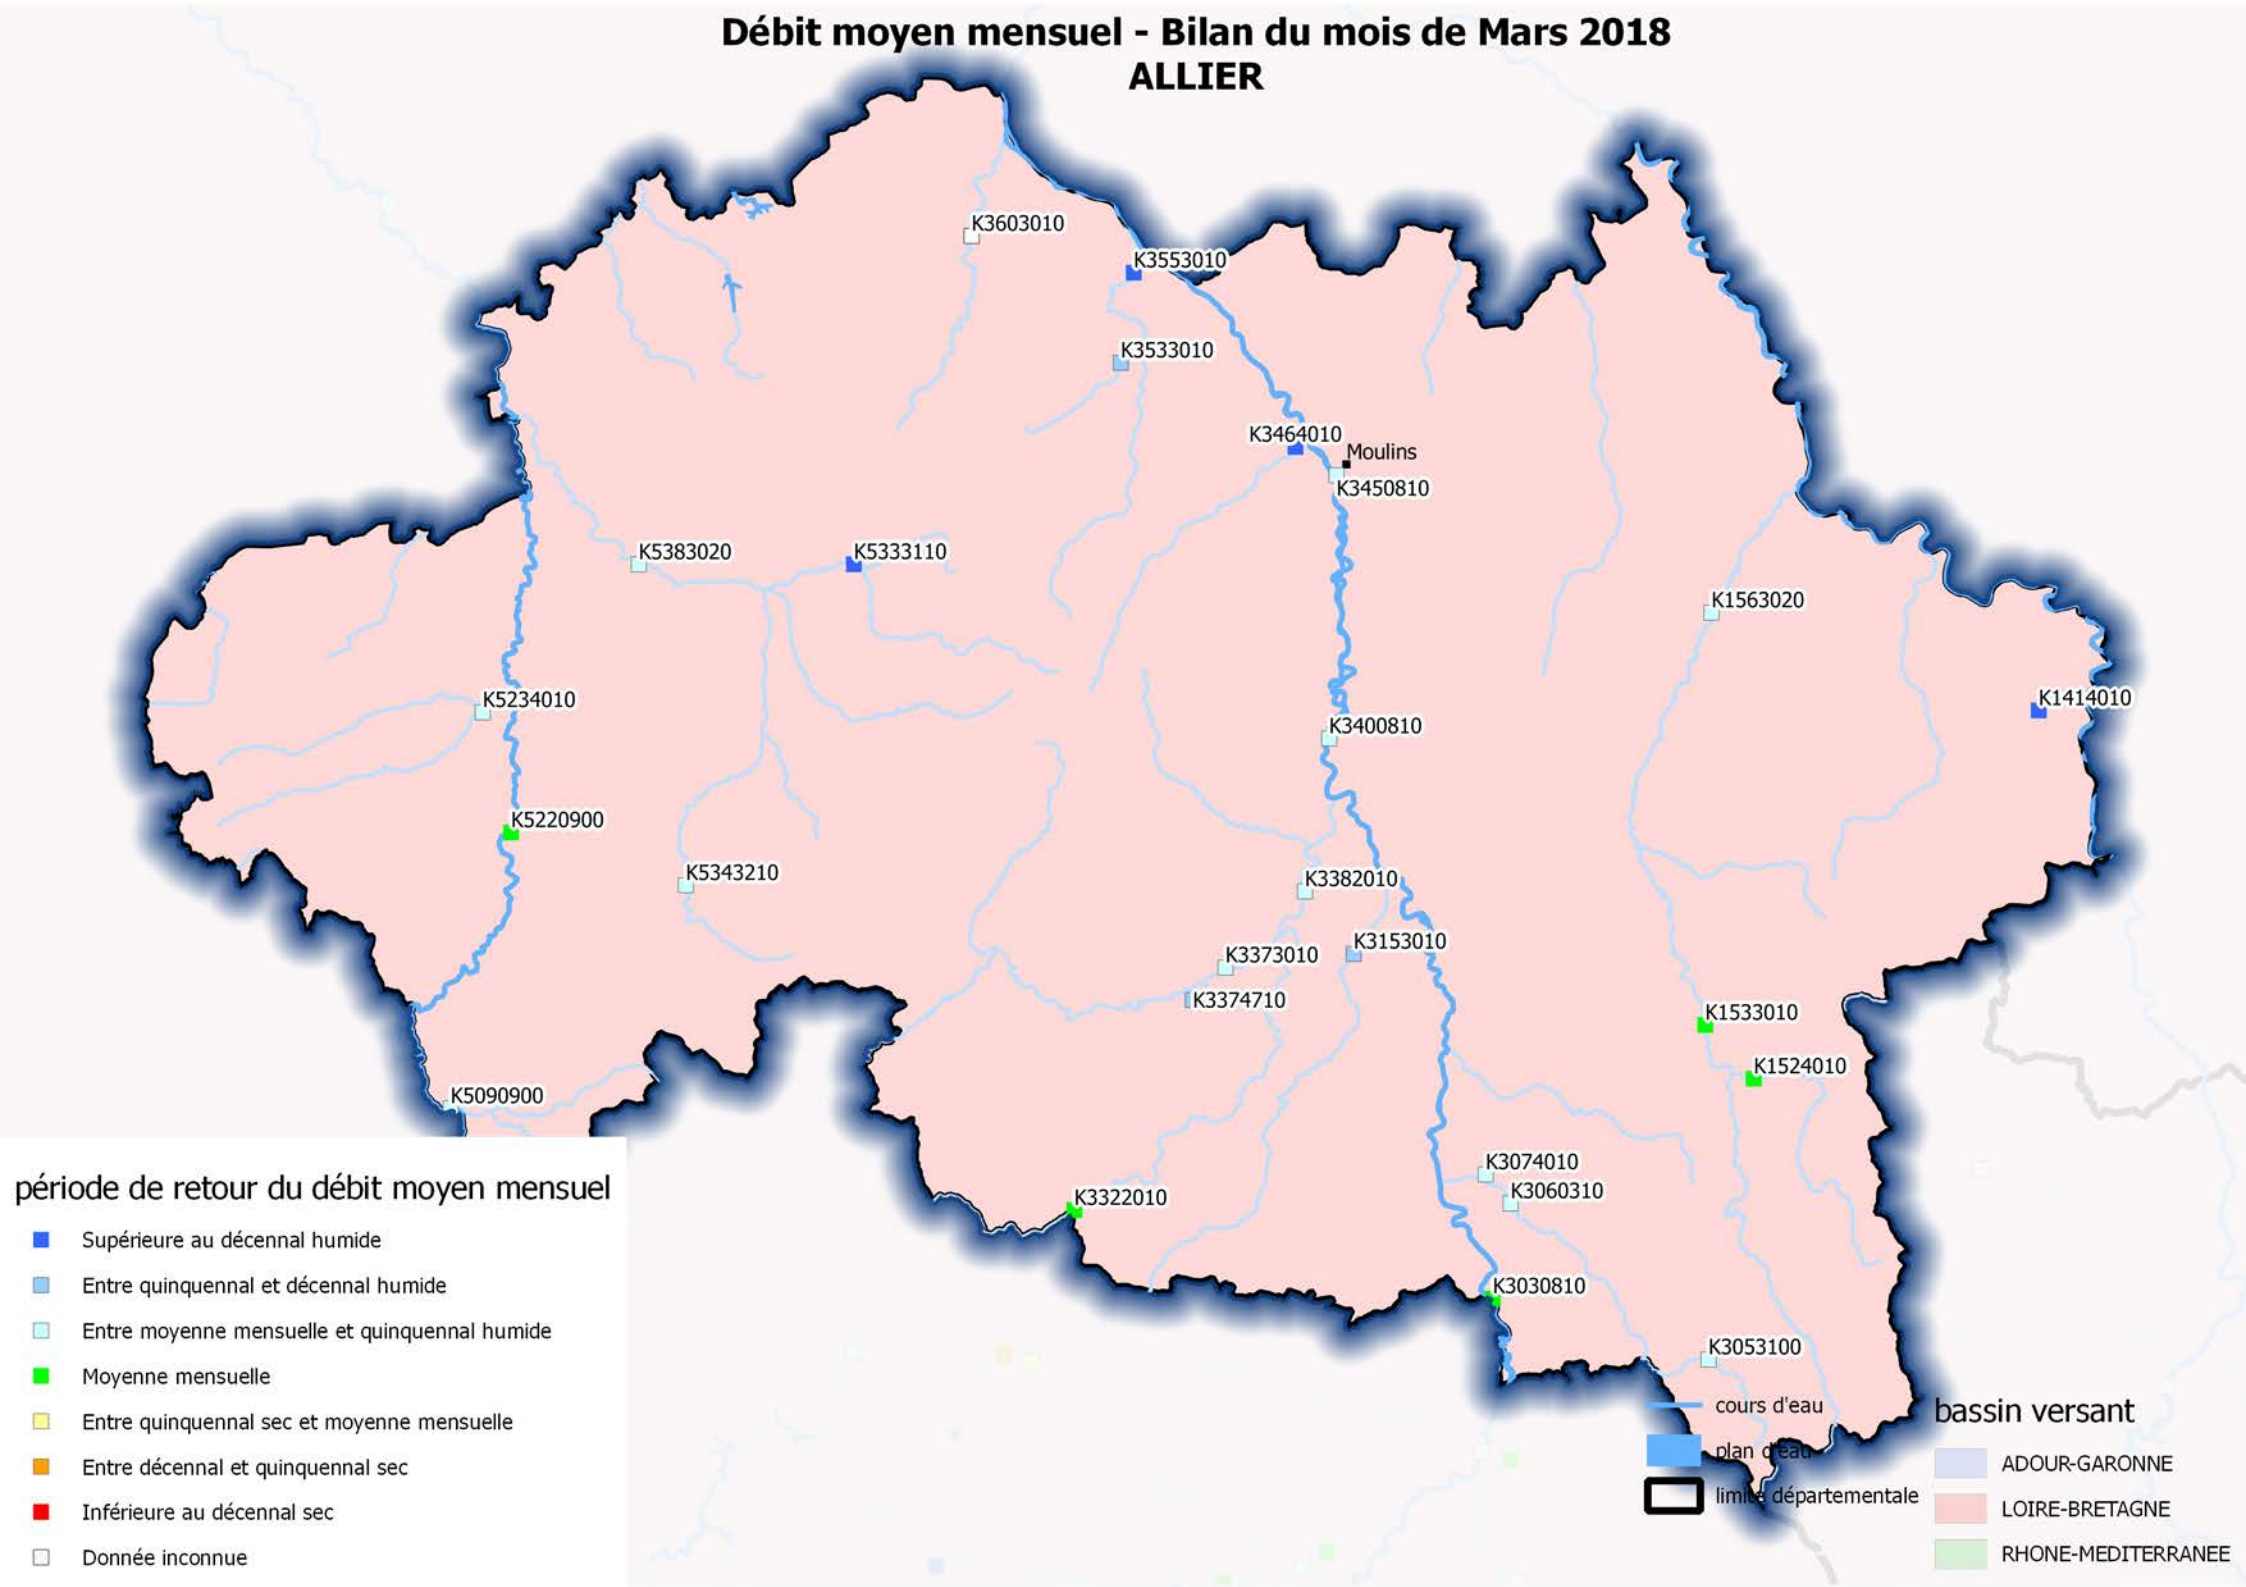 Débit moyen mensuel - Bilan du mois de Mars 2018
ALLIER
K3603010
K3553010
K3533010
K3464010
Moulins
K3450810
K5383020
K5333110
K1563020
K5234010
K1414010
K3400810
K5220900
K5343210
K3382010
K3153010
K3373010
K3374710
K1533010
K1524010
K5090900
K3074010
K3060310
K3322010
K3030810
K3053100
période de retour du débit moyen mensuel
Supérieure au décennal humide
Entre quinquennal et décennal humide
Entre moyenne mensuelle et quinquennal humide
Moyenne mensuelle
Entre quinquennal sec et moyenne mensuelle
Entre décennal et quinquennal sec
Inférieure au décennal sec
Donnée inconnue
cours d'eau
plan d'eau
limite départementale
bassin versant
ADOUR-GARONNE
LOIRE-BRETAGNE
RHONE-MEDITERRANEE